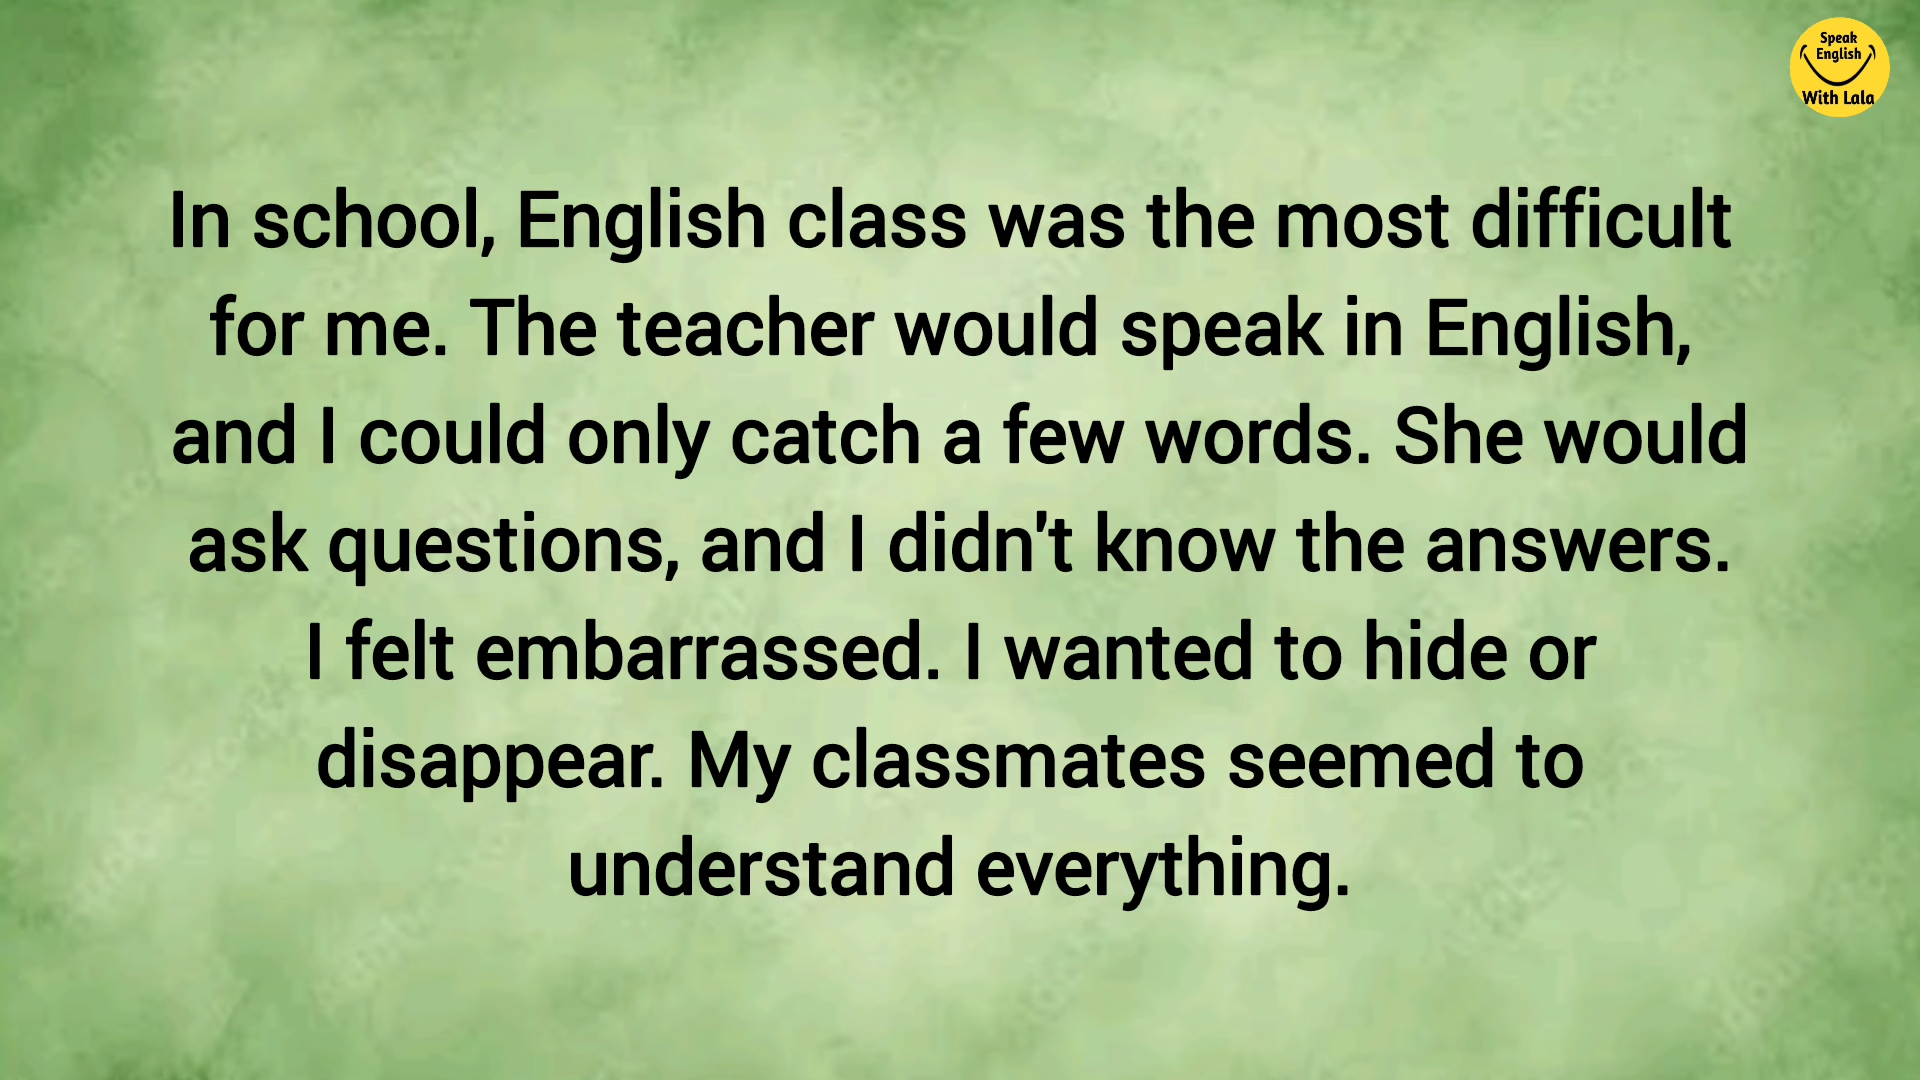 Speak
English
With Lala
In school, English class was the most difficult
for me. The teacher would speak in English,
and I could only catch a few words. She would
ask questions, and I didn't know the answers.
I felt embarrassed. I wanted to hide or
disappear. My classmates seemed to
understand everything.